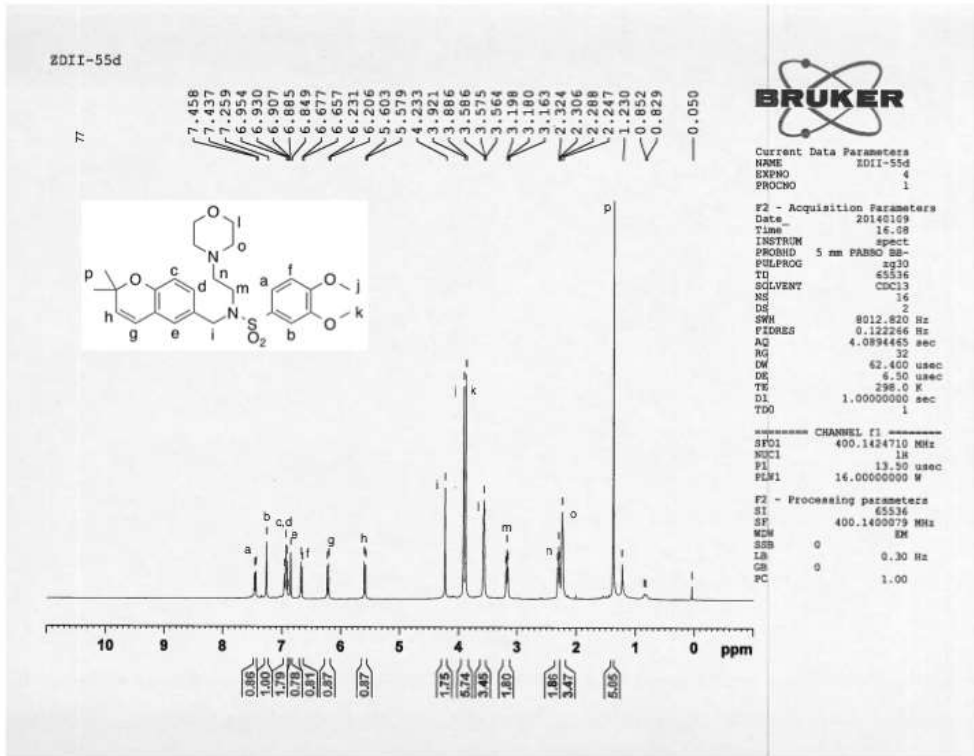 ZDII-55d
77
7.458
7.437
7.259
6.954
6.930
6.907
6.885
6.849
6.677
6.657
6.231
6.206
5.603
5.579
4.233
3.921
3.886
3.586
3.575
3.564
3.198
3.180
3.163
2.324
2.306
2.288
2.247
1.230
0.852
0.829
0.050
BRUKER
Current Data Parameters
NAME ZDII-55d
EXPNO 4
PROCNO 1
F2 - Acquisition Parameters
Date_ 20140109
Time 16.08
INSTRUM spect
PROBHD 5 mm PABBO BB-
PULPROG zg30
TD 65536
SOLVENT CDCl3
NS 16
DS 2
SWH 8012.820 Hz
FIDRES 0.122266 Hz
AQ 4.0894465 sec
RG 32
DW 62.400 usec
DE 6.50 usec
TE 298.0 K
D1 1.00000000 sec
TD0 1
======== CHANNEL f1 ========
SFO1 400.1424710 MHz
NUC1 1H
P1 13.50 usec
PLW1 16.00000000 W
F2 - Processing parameters
SI 65536
SF 400.1400079 MHz
WDW EM
SSB 0
LB 0.30 Hz
GB 0
PC 1.00
O
l
o
N
n
p
O
c
d
m
a
f
O
j
O
k
h
g
e
i
N
S
O2
b
a
b
c,d
e
f
g
h
i
j
k
l
m
n
o
p
10 9 8 7 6 5 4 3 2 1 0 ppm
0.86
1.00
1.79
0.78
0.81
0.87
0.87
1.75
5.74
3.45
1.80
1.86
3.47
5.05